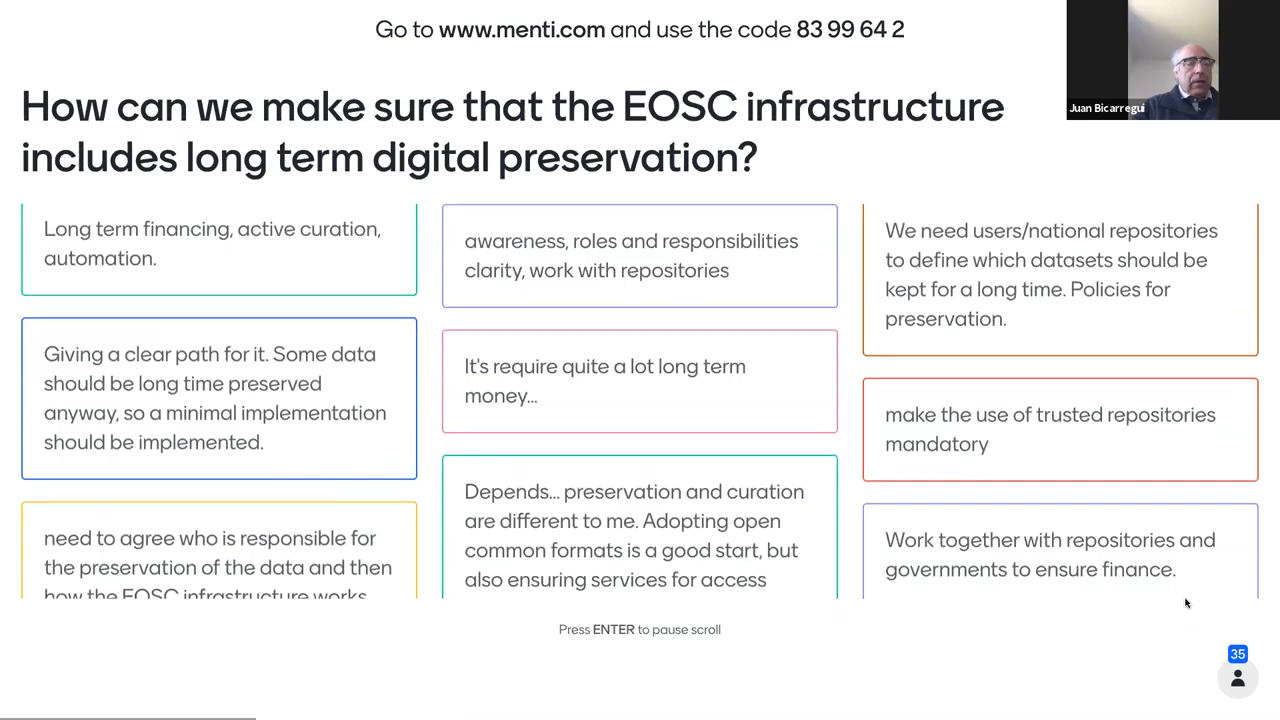 Go to www.menti.com and use the code 83 99 64 2
Juan Bicarregui
How can we make sure that the EOSC infrastructure
includes long term digital preservation?
Long term financing, active curation,
automation.
Giving a clear path for it. Some data
should be long time preserved
anyway, so a minimal implementation
should be implemented.
need to agree who is responsible for
the preservation of the data and then
how the EOSC infrastructure works
awareness, roles and responsibilities
clarity, work with repositories
It's require quite a lot long term
money...
Depends... preservation and curation
are different to me. Adopting open
common formats is a good start, but
also ensuring services for access
We need users/national repositories
to define which datasets should be
kept for a long time. Policies for
preservation.
make the use of trusted repositories
mandatory
Work together with repositories and
governments to ensure finance.
Press ENTER to pause scroll
35